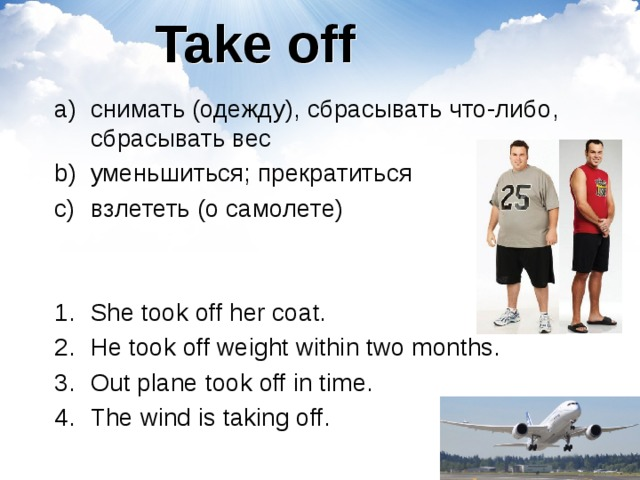 Take off
a) снимать (одежду), сбрасывать что-либо,
сбрасывать вес
b) уменьшиться; прекратиться
c) взлететь (о самолете)
25
1. She took off her coat.
2. He took off weight within two months.
3. Out plane took off in time.
4. The wind is taking off.